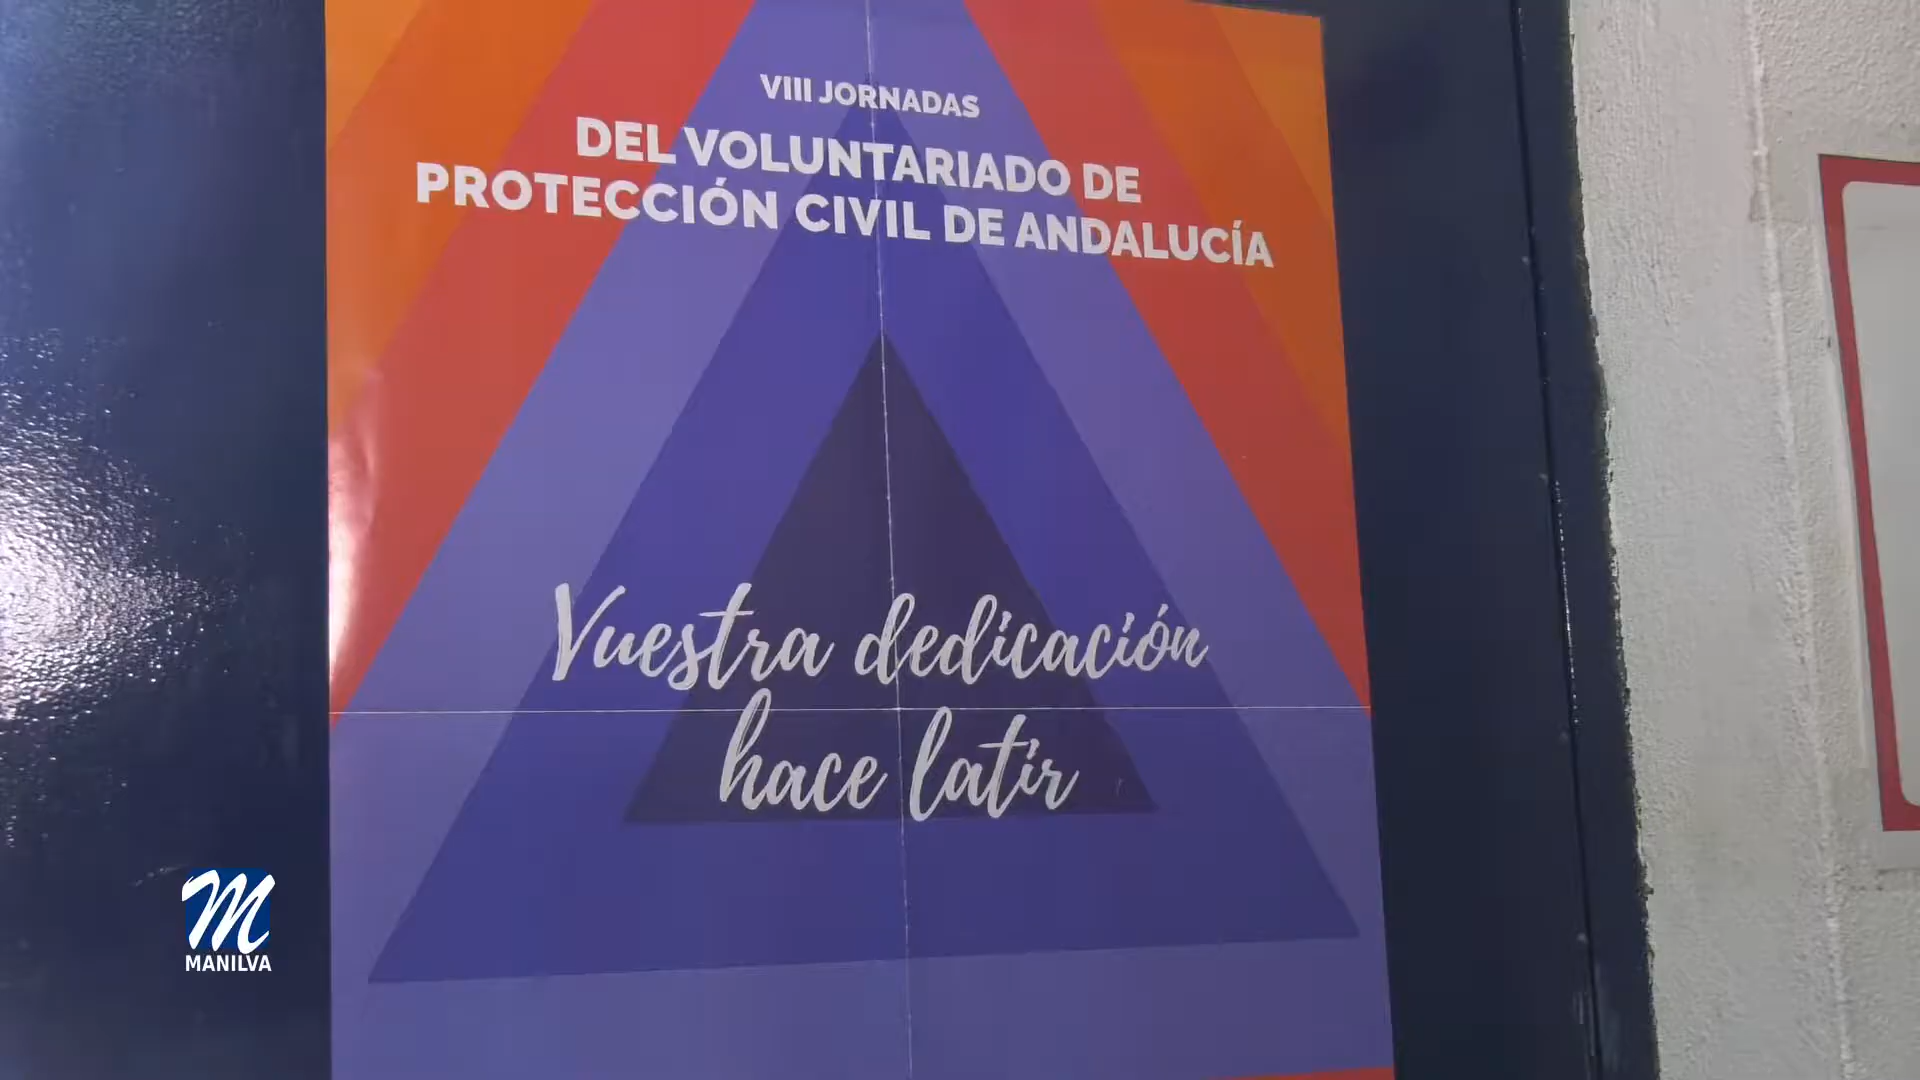 VIII JORNADAS
DEL VOLUNTARIADO DE
PROTECCIÓN CIVIL DE ANDALUCÍA
Vuestra dedicación
hace latir
M
MANILVA